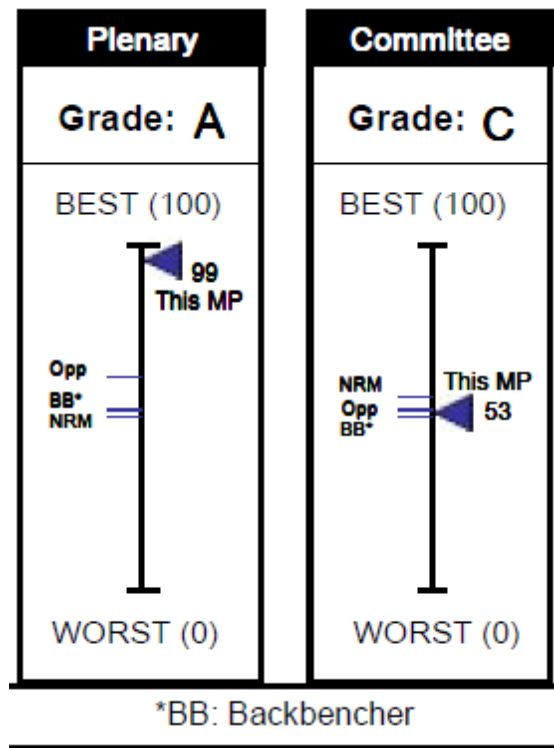 Plenary
Grade: A
BEST (100)
99
This MP
Opp
BB*
NRM
WORST (0)
Committee
Grade: C
BEST (100)
NRM
This MP
Opp
53
BB*
WORST (0)
*BB: Backbencher